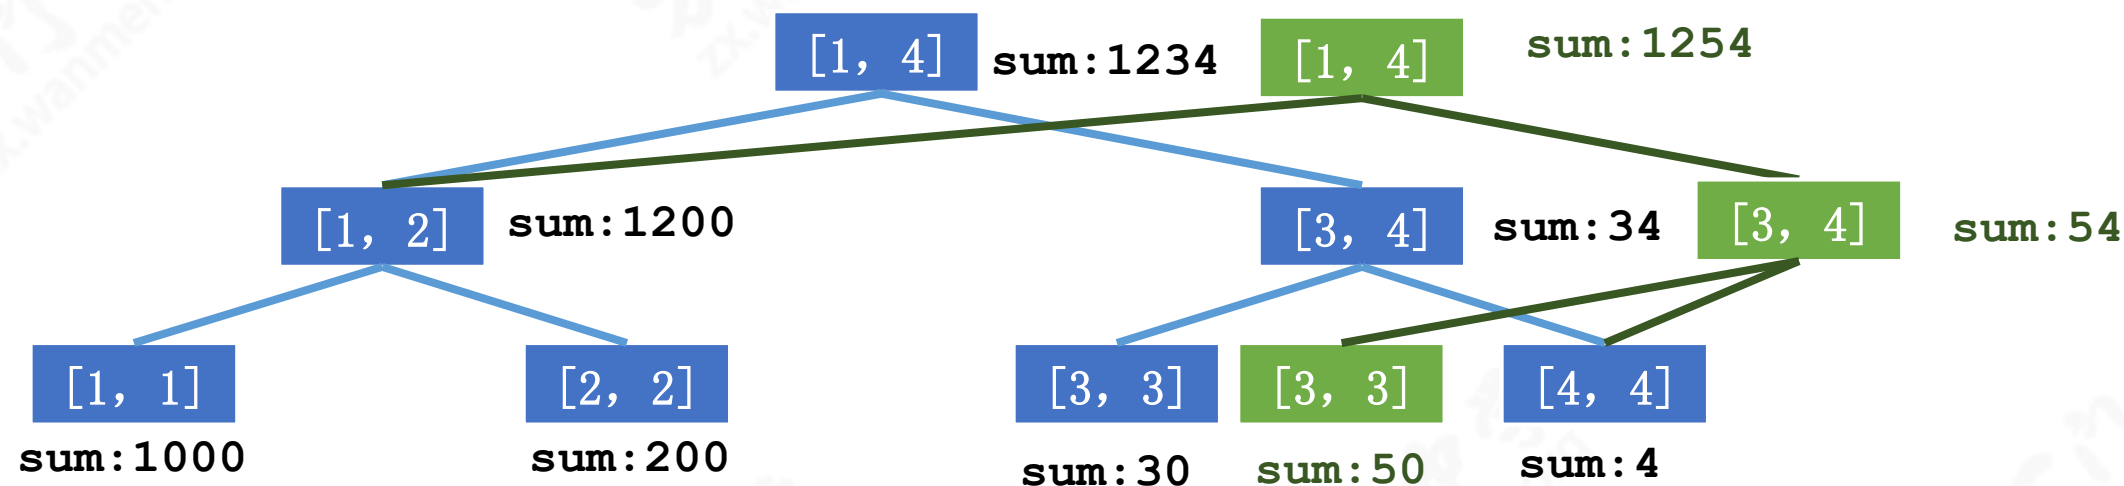 [1, 4] sum:1234 [1, 4] sum:1254
[1, 2] sum:1200 [3, 4] sum:34 [3, 4] sum:54
[1, 1] [2, 2] [3, 3] [3, 3] [4, 4]
sum:1000 sum:200 sum:30 sum:50 sum:4